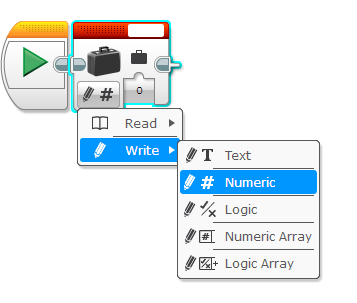 #
0
Read
Write
T Text
# Numeric
Logic
# Numeric Array
Logic Array